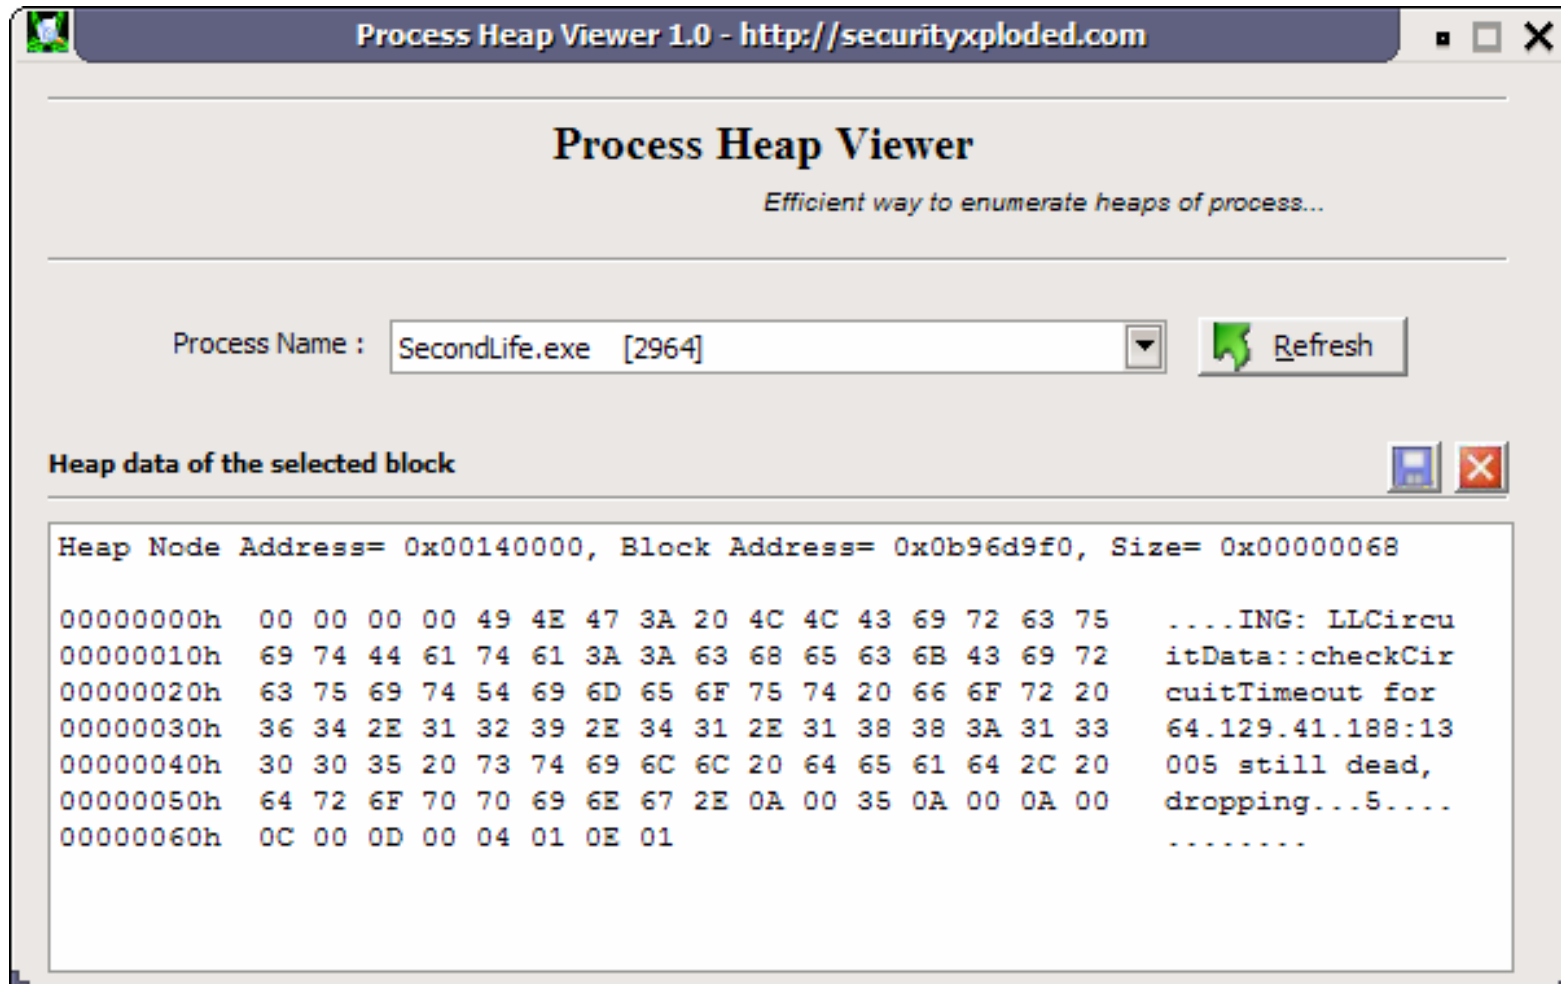 Process Heap Viewer 1.0 - http://securityxploded.com
Process Heap Viewer
Efficient way to enumerate heaps of process...
Process Name : SecondLife.exe [2964] Refresh
Heap data of the selected block
Heap Node Address= 0x00140000, Block Address= 0x0b96d9f0, Size= 0x00000068
00000000h 00 00 00 00 49 4E 47 3A 20 4C 4C 43 69 72 63 75 ....ING: LLCircu
00000010h 69 74 44 61 74 61 3A 3A 63 68 65 63 6B 43 69 72 itData::checkCir
00000020h 63 75 69 74 54 69 6D 65 6F 75 74 20 66 6F 72 20 cuitTimeout for
00000030h 36 34 2E 31 32 39 2E 34 31 2E 31 38 38 3A 31 33 64.129.41.188:13
00000040h 30 30 35 20 73 74 69 6C 6C 20 64 65 61 64 2C 20 005 still dead,
00000050h 64 72 6F 70 70 69 6E 67 2E 0A 00 35 0A 00 0A 00 dropping...5....
00000060h 0C 00 0D 00 04 01 0E 01 ........